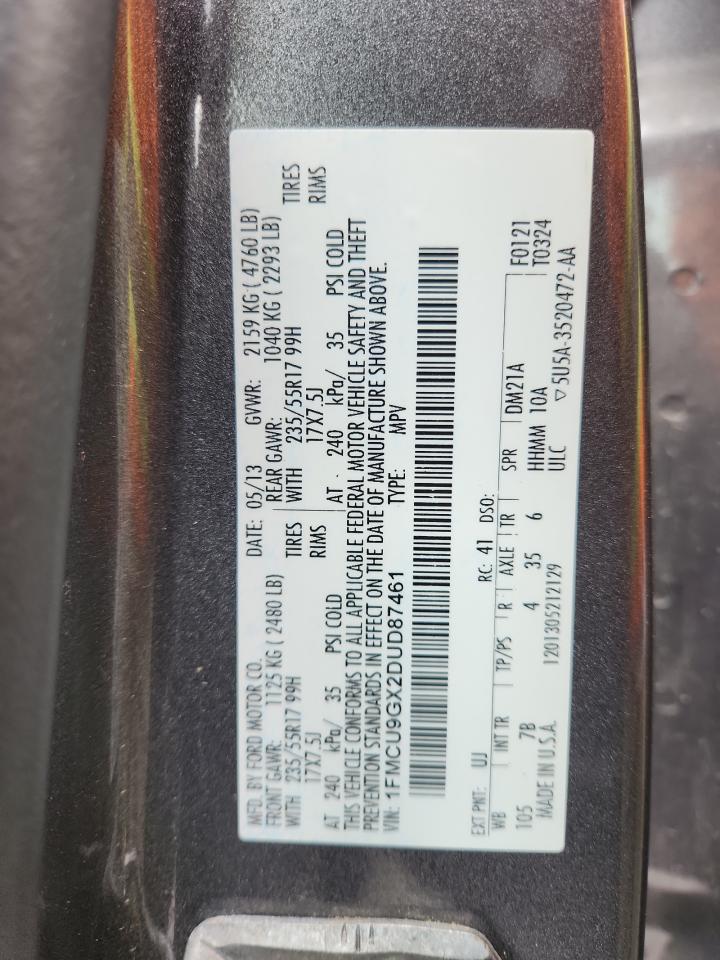 MFD. BY FORD MOTOR CO. DATE: 05/13 GVWR: 2159 KG ( 4760 LB)
FRONT GAWR: 1125 KG ( 2480 LB) REAR GAWR: 1040 KG ( 2293 LB)
WITH 235/55R17 99H TIRES WITH 235/55R17 99H TIRES
17X7.5J RIMS 17X7.5J RIMS
AT 240 kPa/ 35 PSI COLD AT 240 kPa/ 35 PSI COLD
THIS VEHICLE CONFORMS TO ALL APPLICABLE FEDERAL MOTOR VEHICLE SAFETY AND THEFT
PREVENTION STANDARDS IN EFFECT ON THE DATE OF MANUFACTURE SHOWN ABOVE.
VIN: 1FMCU9GX2DUD87461 TYPE: MPV
EXT PNT: UJ RC: 41 DSO:
WB INT TR TP/PS R AXLE TR SPR DM21A F0121
105 7B 4 35 6 HHMM 10A T0324
MADE IN U.S.A. 1201305212129 ULC ▽5U5A-3520472-AA